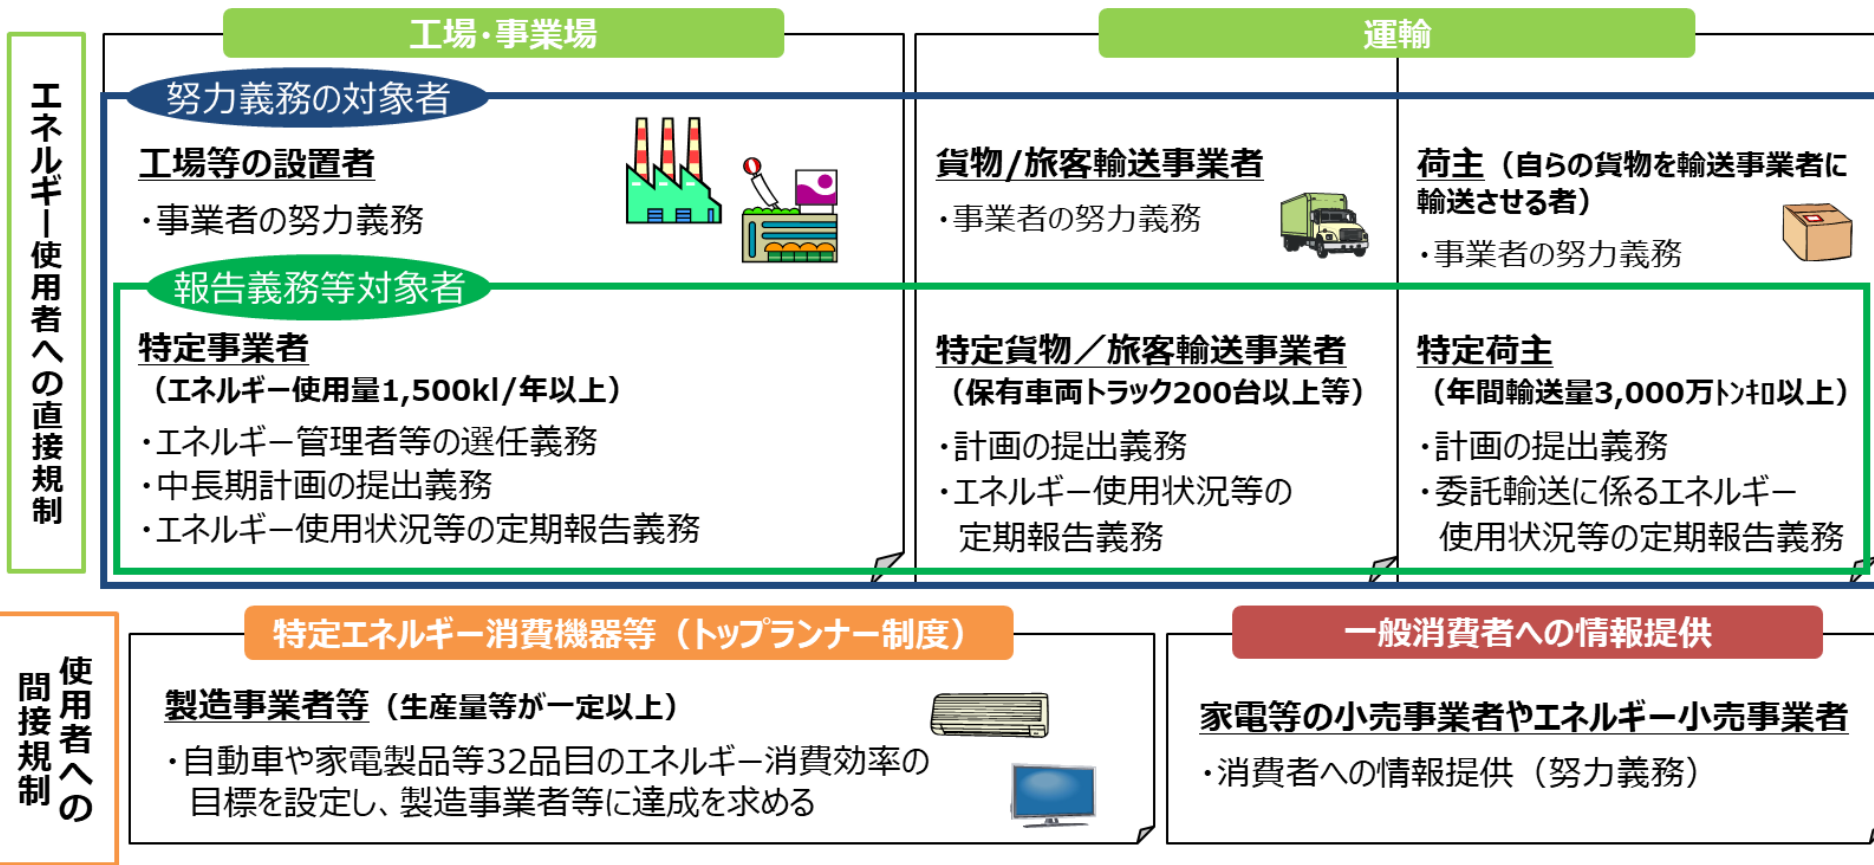 工場・事業場
運輸
エネルギー使用者への直接規制
努力義務の対象者
工場等の設置者
・事業者の努力義務
貨物/旅客輸送事業者
・事業者の努力義務
荷主（自らの貨物を輸送事業者に
輸送させる者）
・事業者の努力義務
報告義務等対象者
特定事業者
（エネルギー使用量1,500kl/年以上）
・エネルギー管理者等の選任義務
・中長期計画の提出義務
・エネルギー使用状況等の定期報告義務
特定貨物／旅客輸送事業者
（保有車両トラック200台以上等）
・計画の提出義務
・エネルギー使用状況等の
定期報告義務
特定荷主
（年間輸送量3,000万ﾄﾝｷﾛ以上）
・計画の提出義務
・委託輸送に係るエネルギー
使用状況等の定期報告義務
使用者への
間接規制
特定エネルギー消費機器等（トップランナー制度）
製造事業者等（生産量等が一定以上）
・自動車や家電製品等32品目のエネルギー消費効率の
目標を設定し、製造事業者等に達成を求める
一般消費者への情報提供
家電等の小売事業者やエネルギー小売事業者
・消費者への情報提供（努力義務）